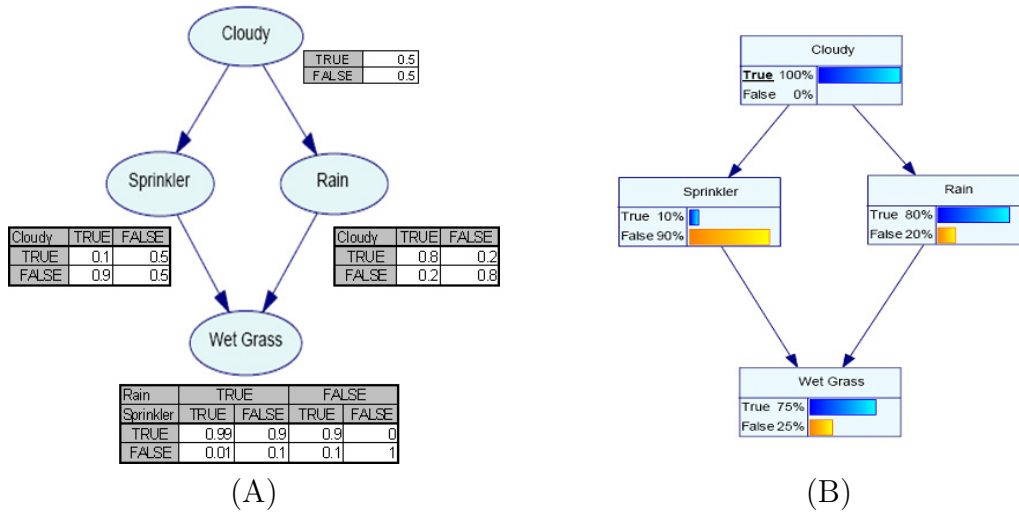 Cloudy
TRUE 0.5
FALSE 0.5
Sprinkler
Rain
Cloudy TRUE FALSE
TRUE 0.1 0.5
FALSE 0.9 0.5
Cloudy TRUE FALSE
TRUE 0.8 0.2
FALSE 0.2 0.8
Wet Grass
Rain TRUE FALSE
Sprinkler TRUE FALSE TRUE FALSE
TRUE 0.99 0.9 0.9 0
FALSE 0.01 0.1 0.1 1
(A)
Cloudy
True 100%
False 0%
Sprinkler
True 10%
False 90%
Rain
True 80%
False 20%
Wet Grass
True 75%
False 25%
(B)